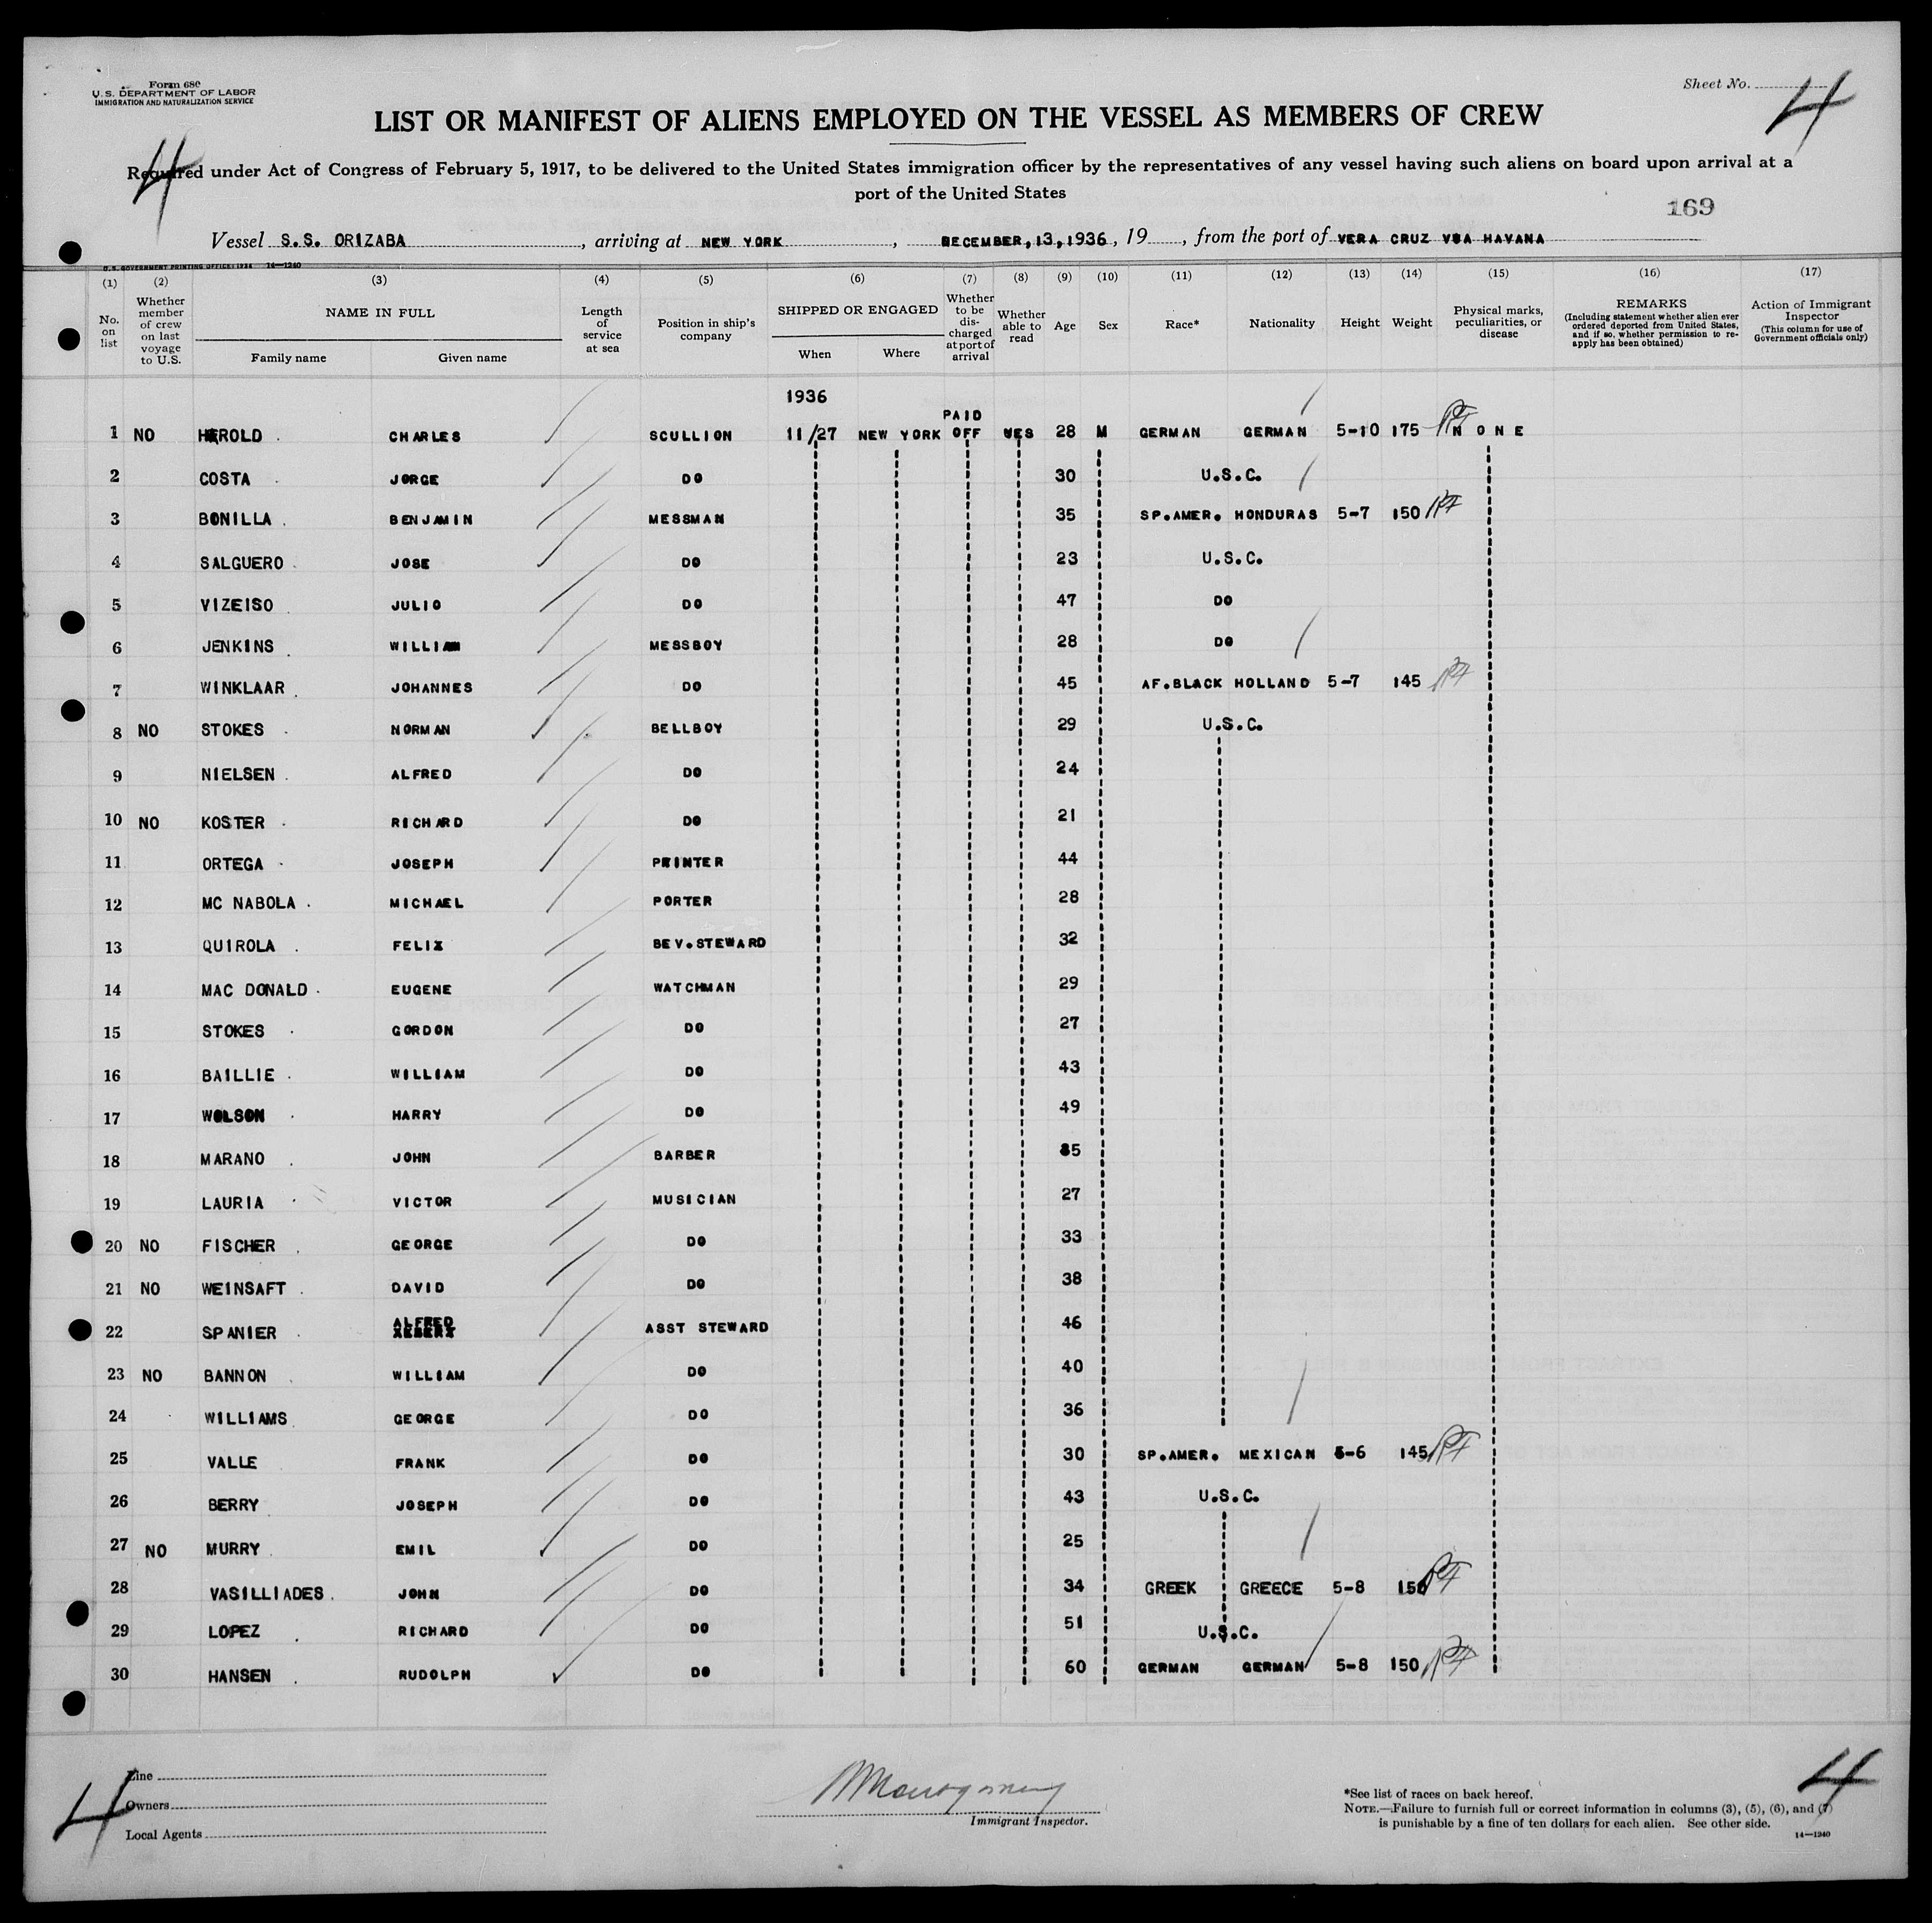 Form 680
U. S. DEPARTMENT OF LABOR
IMMIGRATION AND NATURALIZATION SERVICE
Sheet No. 4
LIST OR MANIFEST OF ALIENS EMPLOYED ON THE VESSEL AS MEMBERS OF CREW
4
Required under Act of Congress of February 5, 1917, to be delivered to the United States immigration officer by the representatives of any vessel having such aliens on board upon arrival at a
port of the United States
169
Vessel S.S. ORIZABA, arriving at NEW YORK, DECEMBER,13,1936, 19, from the port of VERA CRUZ VIA HAVANA
U.S. GOVERNMENT PRINTING OFFICE: 1934 14—1240
(1) (2) (3) (4) (5) (6) (7) (8) (9) (10) (11) (12) (13) (14) (15) (16) (17)
No. on list
Whether member of crew on last voyage to U.S.
NAME IN FULL
Family name Given name
Length of service at sea
Position in ship's company
SHIPPED OR ENGAGED
When Where
Whether to be discharged at port of arrival
Whether able to read
Age
Sex
Race*
Nationality
Height
Weight
Physical marks, peculiarities, or disease
REMARKS
(Including statement whether alien ever ordered deported from United States, and if so, whether permission to reapply has been obtained)
Action of Immigrant Inspector
(This column for use of Government officials only)
1936
PAID
1 NO HEROLD CHARLES SCULLION 11/27 NEW YORK OFF YES 28 M GERMAN GERMAN 5-10 175 NONE
2 COSTA JORGE DO 30 U.S.C.
3 BONILLA BENJAMIN MESSMAN 35 SP.AMER. HONDURAS 5-7 150
4 SALGUERO JOSE DO 23 U.S.C.
5 VIZEISO JULIO DO 47 DO
6 JENKINS WILLIAM MESSBOY 28 DO
7 WINKLAAR JOHANNES DO 45 AF.BLACK HOLLAND 5-7 145
8 NO STOKES NORMAN BELLBOY 29 U.S.C.
9 NIELSEN ALFRED DO 24
10 NO KOSTER RICHARD DO 21
11 ORTEGA JOSEPH PRINTER 44
12 MC NABOLA MICHAEL PORTER 28
13 QUIROLA FELIX BEV.STEWARD 32
14 MAC DONALD EUGENE WATCHMAN 29
15 STOKES GORDON DO 27
16 BAILLIE WILLIAM DO 43
17 WOLSON HARRY DO 49
18 MARANO JOHN BARBER 35
19 LAURIA VICTOR MUSICIAN 27
20 NO FISCHER GEORGE DO 33
21 NO WEINSAFT DAVID DO 38
22 SPANIER ALFRED ASST STEWARD 46
23 NO BANNON WILLIAM DO 40
24 WILLIAMS GEORGE DO 36
25 VALLE FRANK DO 30 SP.AMER. MEXICAN 5-6 145
26 BERRY JOSEPH DO 43 U.S.C.
27 NO MURRY EMIL DO 25
28 VASILLIADES JOHN DO 34 GREEK GREECE 5-8 150
29 LOPEZ RICHARD DO 51 U.S.C.
30 HANSEN RUDOLPH DO 60 GERMAN GERMAN 5-8 150
4
Line
Owners
Local Agents
Montgomery
Immigrant Inspector.
4
*See list of races on back hereof.
NOTE.—Failure to furnish full or correct information in columns (3), (5), (6), and (7)
is punishable by a fine of ten dollars for each alien. See other side.
14—1240